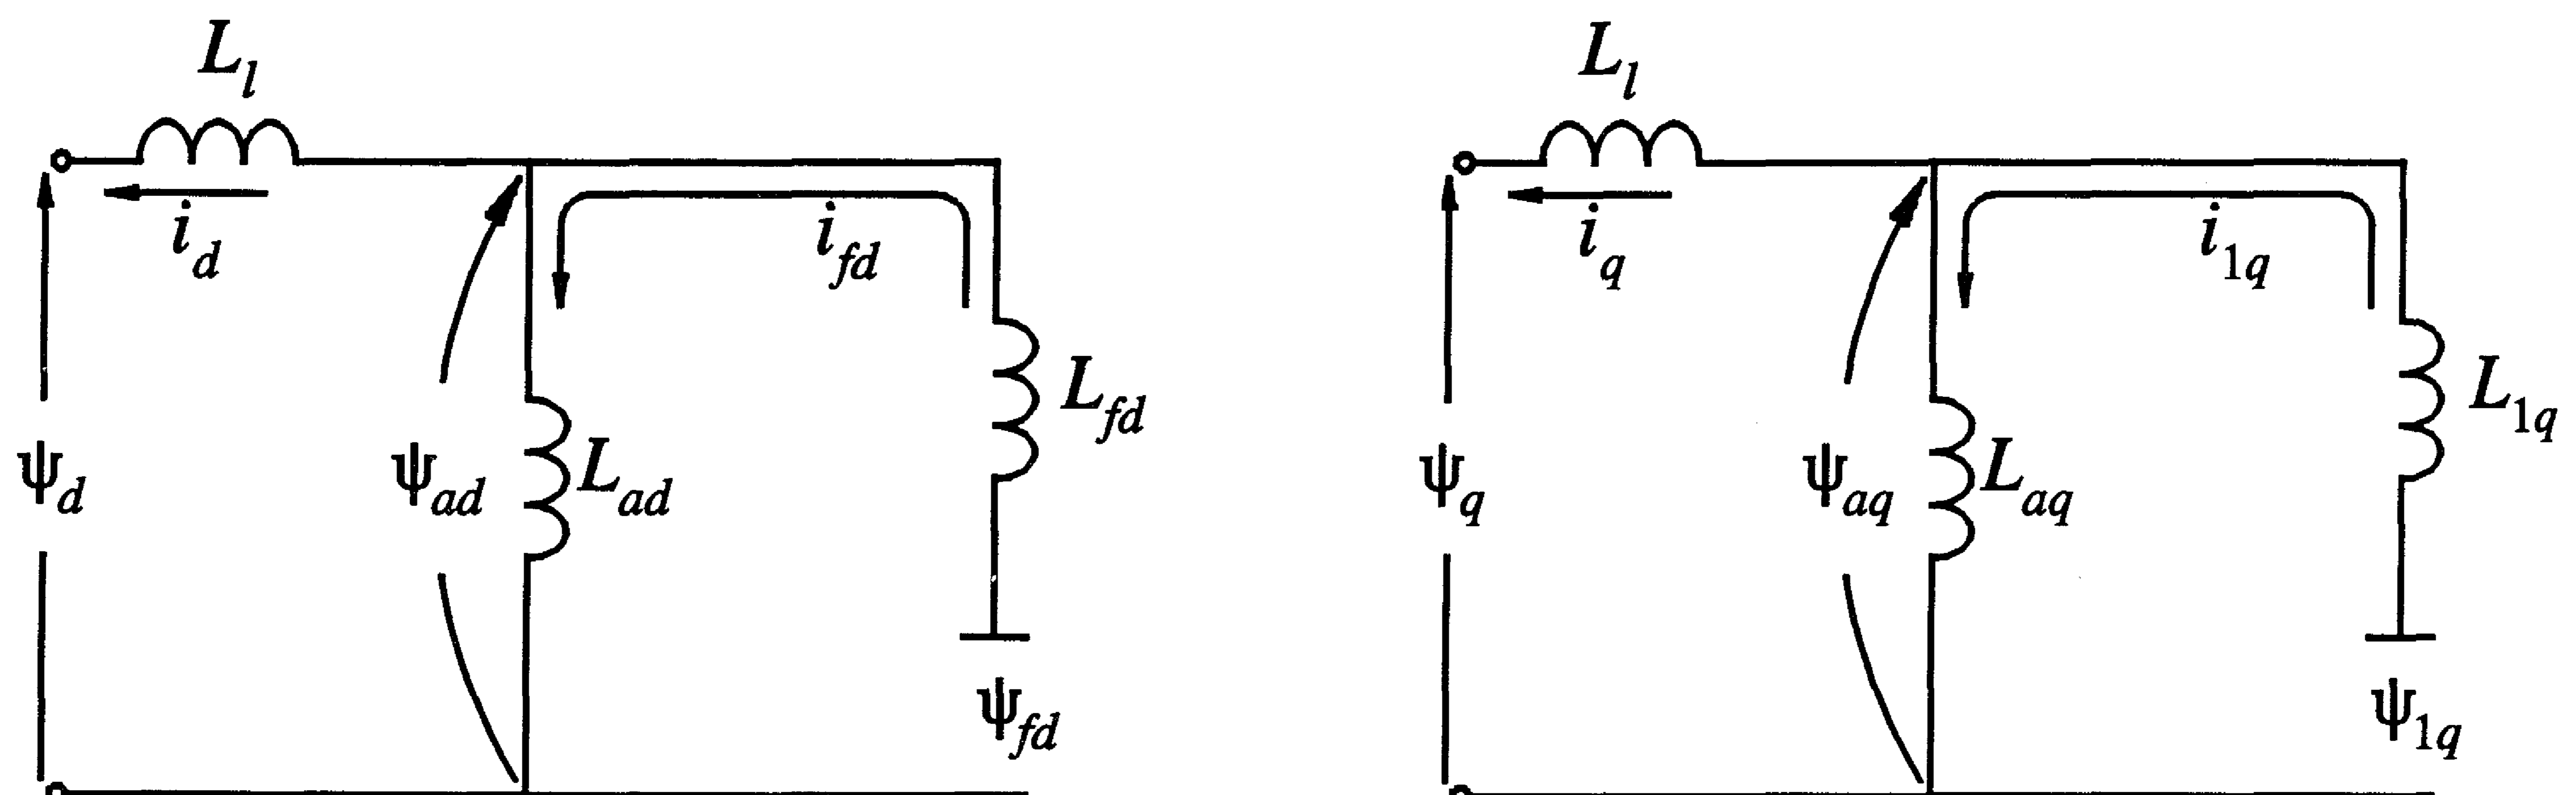 L_l L_l
i_d i_fd i_q i_1q
L_fd L_1q
ψ_d ψ_ad L_ad ψ_q ψ_aq L_aq
ψ_fd ψ_1q